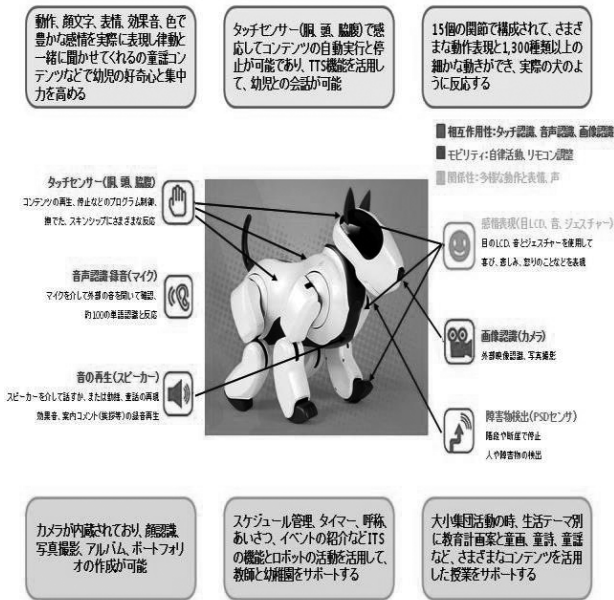 動作、顔文字、表情、効果音、色で
豊かな感情を実際に表現し律動と
一緒に聞かせてくれるの童謡コン
テンツなどで幼児の好奇心と集中
力を高める
タッチセンサー(胴、頭、脇腹)で感
応してコンテンツの自動実行と停
止が可能であり、TTS機能を活用し
て、幼児との会話が可能
15個の関節で構成されて、さまざ
まな動作表現と1,300種類以上の
細かな動きができ、実際の犬のよ
うに反応する
相互作用性:タッチ認識、音声認識、画像認識
モビリティ:自律活動、リモコン調整
関係性:多様な動作と表情、声
タッチセンサー(胴、頭、脇腹)
コンテンツの再生、停止などのプログラム制御、
撫でた、スキンシップにさまざまな反応
音声認識録音(マイク)
マイクを介して外部の音を聞いて確認、
約100の単語認識と反応
音の再生(スピーカー)
スピーカーを介して話すか、または動謡、童話の再現
効果音、案内コメント(挨拶等)の録音再生
感情表現(目LCD、音、ジェスチャー)
目のLCD、音とジェスチャーを使用して
喜び、悲しみ、怒りのことなどを表現
画像認識(カメラ)
外部映像認識、写真撮影
障害物検出(PSDセンサ)
階段や断崖で停止
人や障害物の検出
カメラが内蔵されており、顔認識、
写真撮影、アルバム、ポートフォリ
オの作成が可能
スケジュール管理、タイマー、呼称、
あいさつ、イベントの紹介などTTS
の機能とロボットの活動を活用して、
教師と幼稚園をサポートする
大小集団活動の時、生活テーマ別
に教育計画案と童画、童詩、童謡
など、さまざまなコンテンツを活用
した授業をサポートする